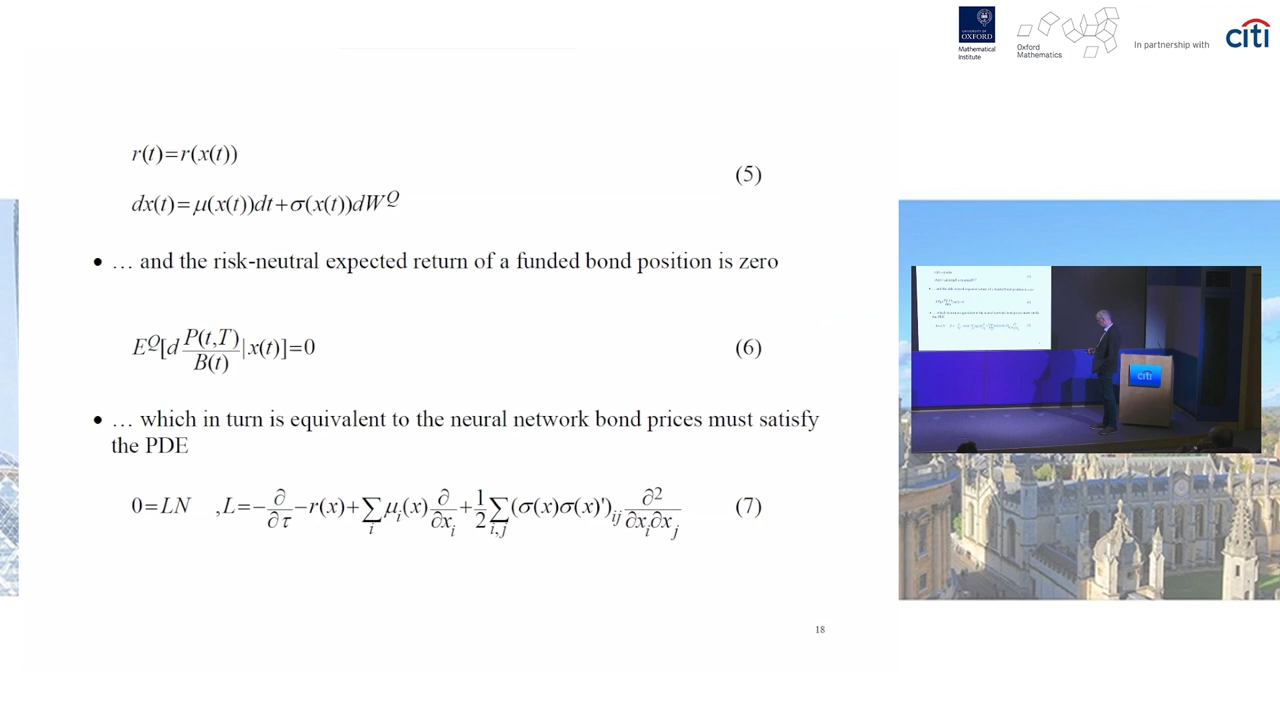 UNIVERSITY OF
OXFORD
Mathematical
Institute
Oxford
Mathematics
In partnership with
citi
r(t)=r(x(t))
(5)
dx(t)=μ(x(t))dt+σ(x(t))dW^Q
• … and the risk-neutral expected return of a funded bond position is zero
E^Q[d P(t,T)/B(t) |x(t)]=0 (6)
• … which in turn is equivalent to the neural network bond prices must satisfy
the PDE
0=LN ,L=−∂/∂τ−r(x)+∑_i μ_i(x)∂/∂x_i+1/2∑_{i,j}(σ(x)σ(x)')_{ij}∂²/∂x_i∂x_j (7)
18
citi